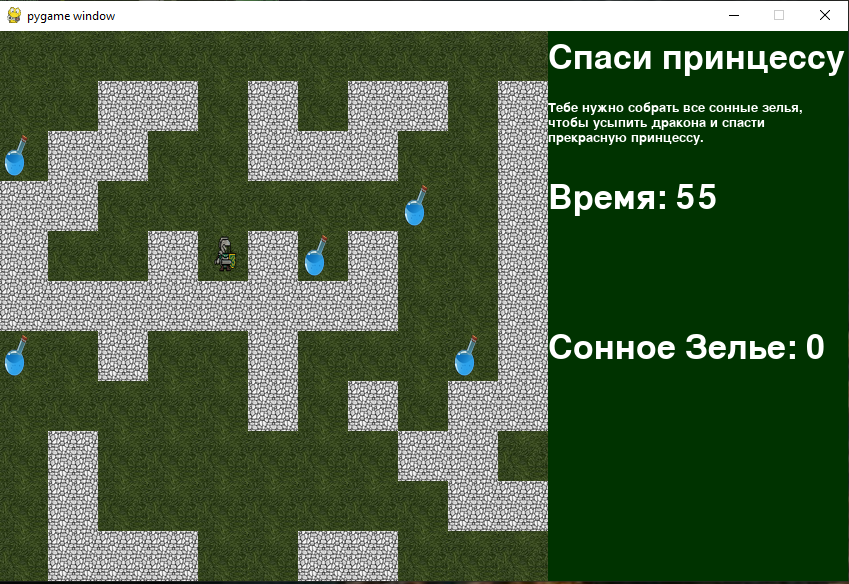 pygame window
Спаси принцессу
Тебе нужно собрать все сонные зелья,
чтобы усыпить дракона и спасти
прекрасную принцессу.
Время: 55
Сонное Зелье: 0